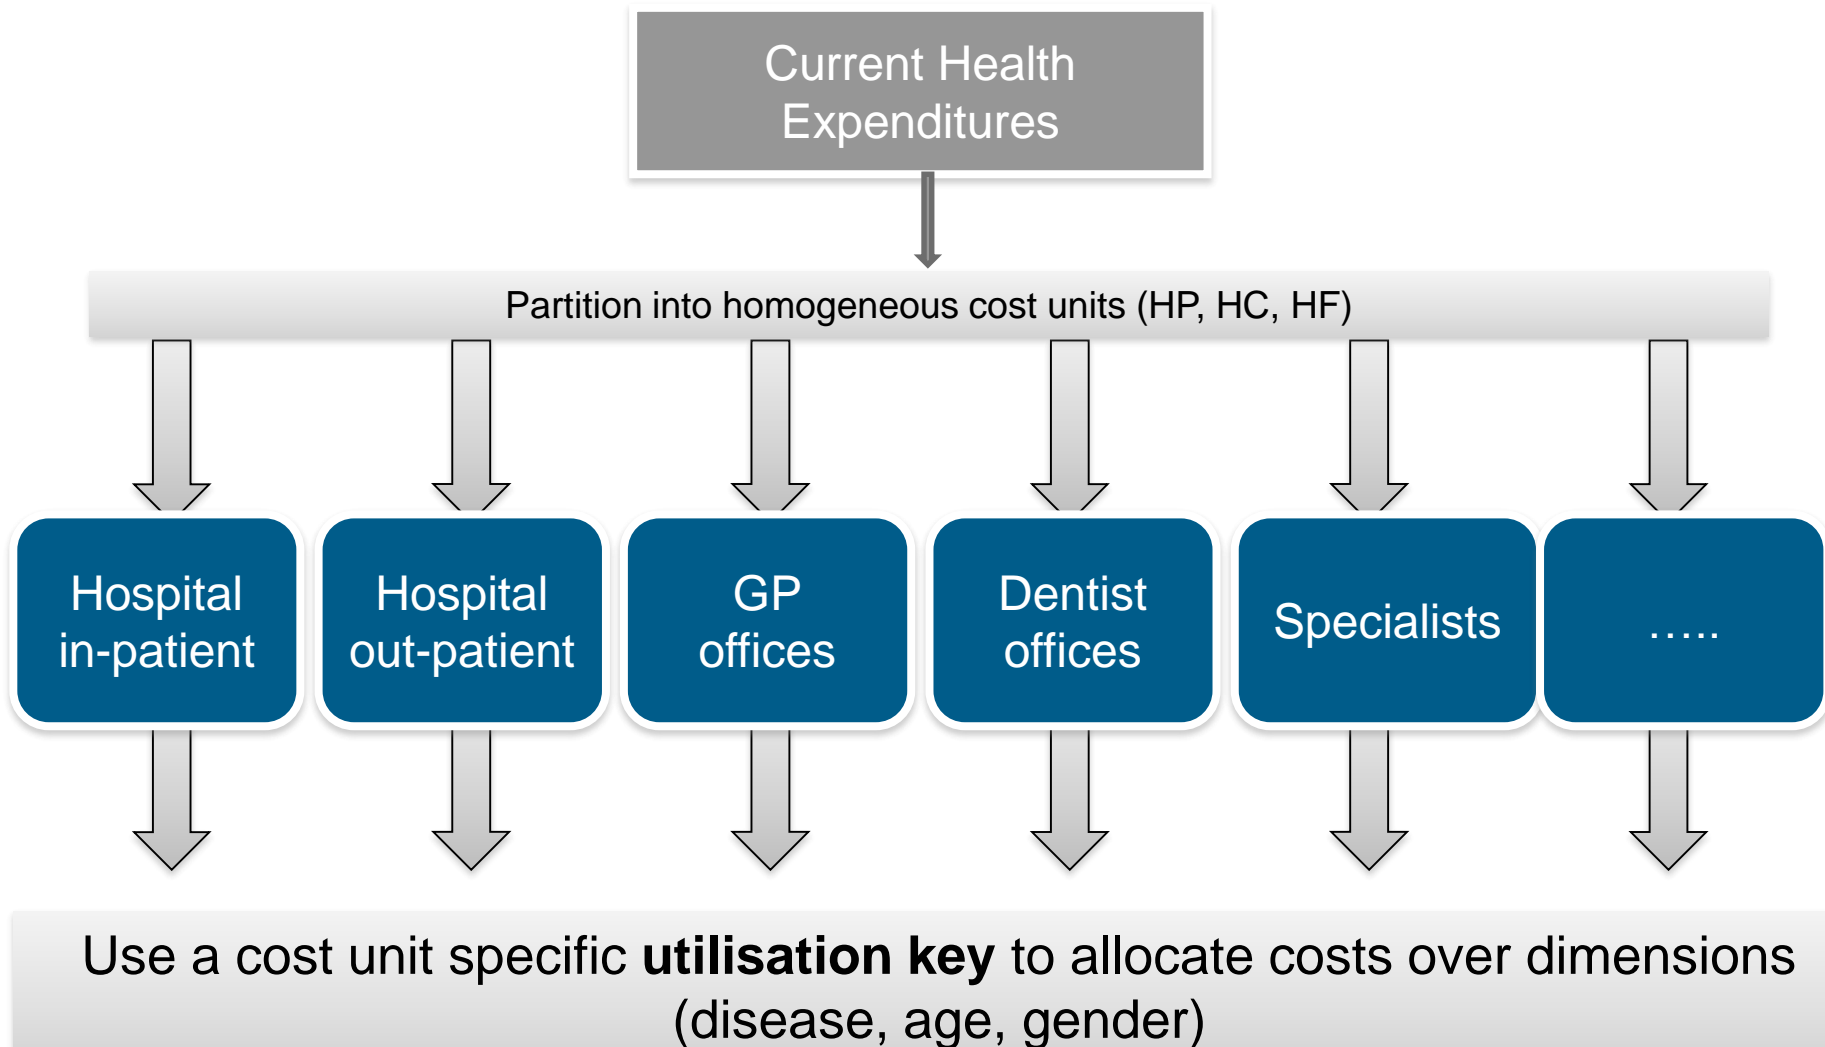 Current Health
Expenditures
Partition into homogeneous cost units (HP, HC, HF)
Hospital
in-patient
Hospital
out-patient
GP
offices
Dentist
offices
Specialists
…..
Use a cost unit specific utilisation key to allocate costs over dimensions
(disease, age, gender)